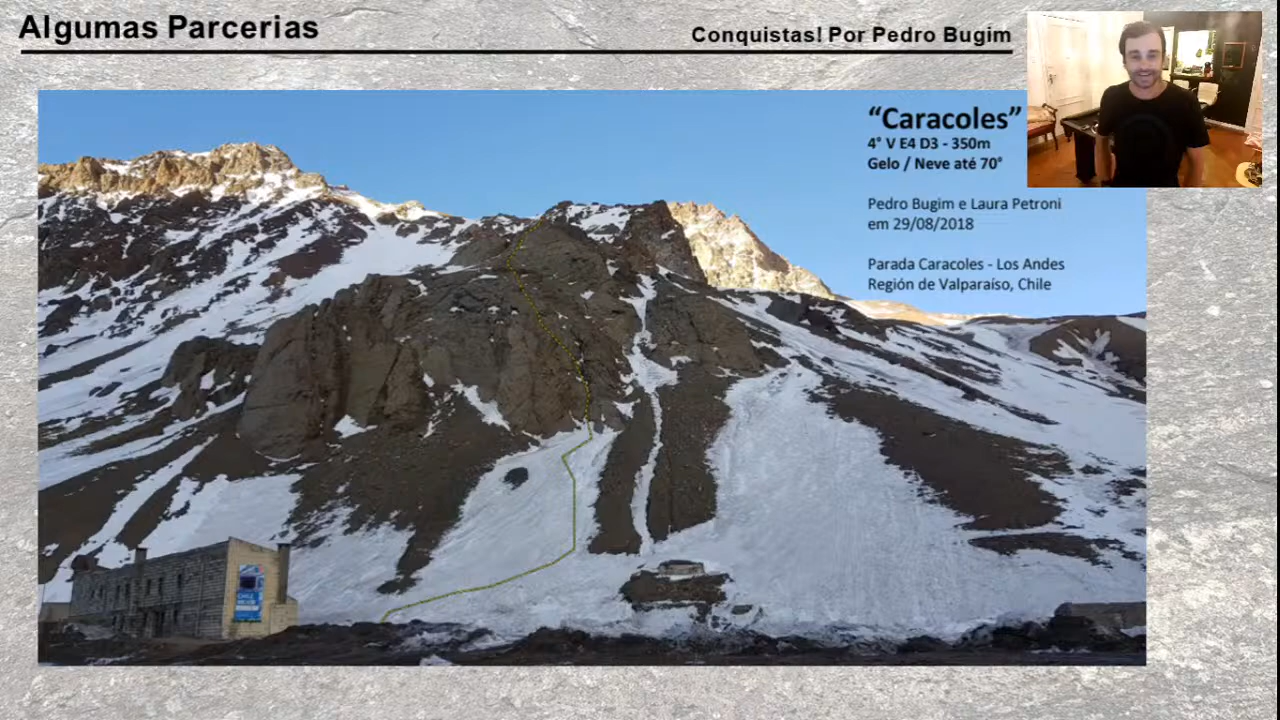 Algumas Parcerias
Conquistas! Por Pedro Bugim
“Caracoles”
4° V E4 D3 - 350m
Gelo / Neve até 70°
Pedro Bugim e Laura Petroni
em 29/08/2018
Parada Caracoles - Los Andes
Región de Valparaíso, Chile